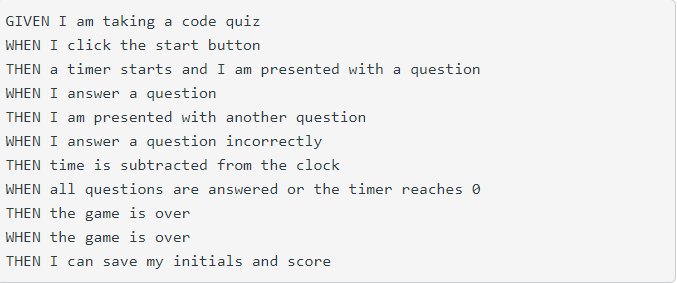 GIVEN I am taking a code quiz
WHEN I click the start button
THEN a timer starts and I am presented with a question
WHEN I answer a question
THEN I am presented with another question
WHEN I answer a question incorrectly
THEN time is subtracted from the clock
WHEN all questions are answered or the timer reaches 0
THEN the game is over
WHEN the game is over
THEN I can save my initials and score